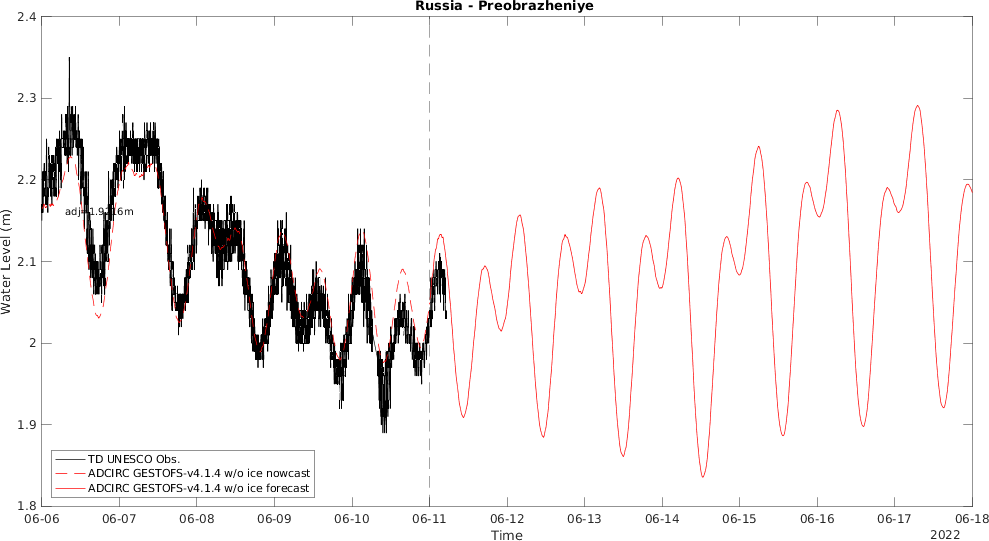 Russia - Preobrazheniye
2.4
2.3
2.2
2.1
2
1.9
1.8
Water Level (m)
TD UNESCO Obs.
ADCIRC GESTOFS-v4.1.4 w/o ice nowcast
ADCIRC GESTOFS-v4.1.4 w/o ice forecast
06-06 06-07 06-08 06-09 06-10 06-11 06-12 06-13 06-14 06-15 06-16 06-17 06-18
Time
2022